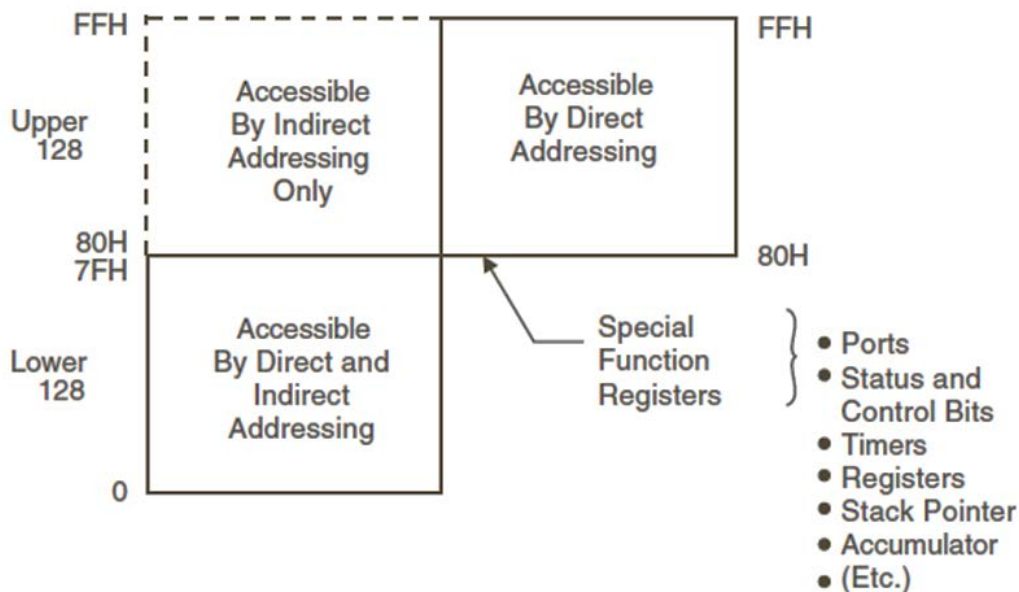 FFH
FFH
Upper
128
Accessible
By Indirect
Addressing
Only
Accessible
By Direct
Addressing
80H
7FH
80H
Lower
128
Accessible
By Direct and
Indirect
Addressing
0
Special
Function
Registers
• Ports
• Status and
Control Bits
• Timers
• Registers
• Stack Pointer
• Accumulator
• (Etc.)